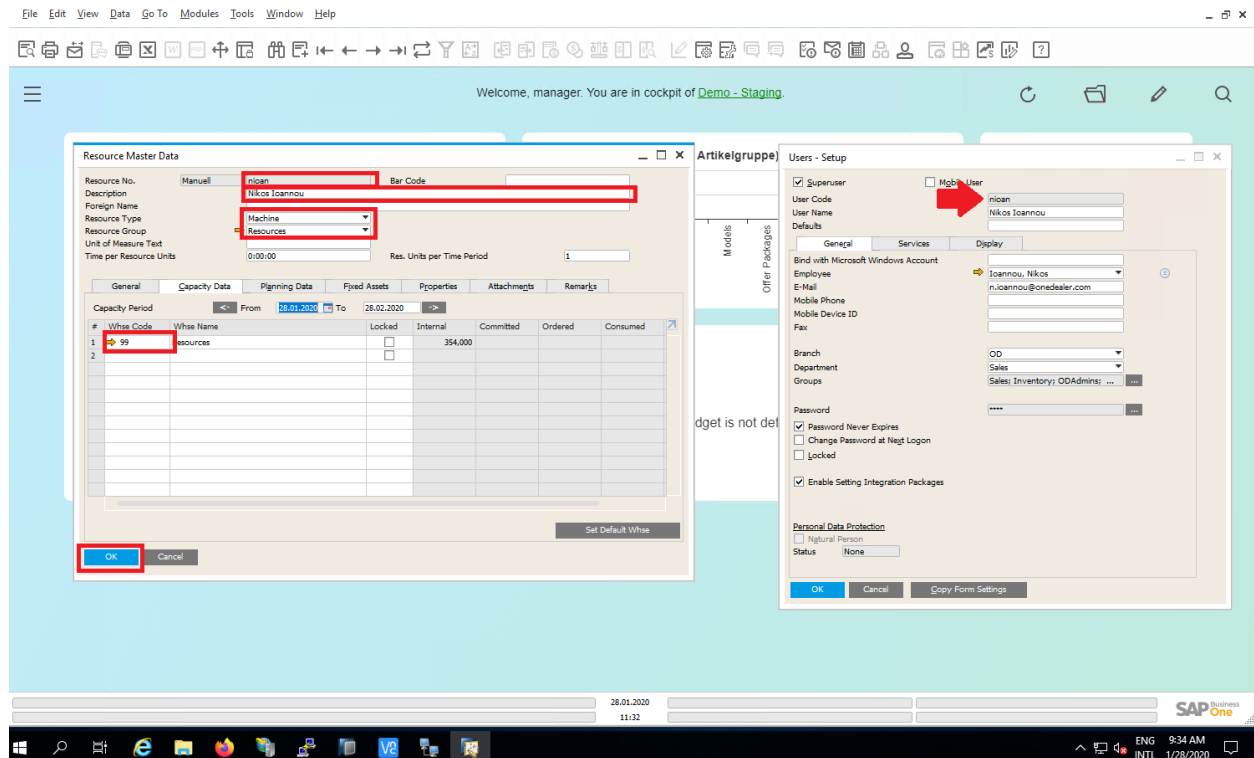 File Edit View Data Go To Modules Tools Window Help
Welcome, manager. You are in cockpit of Demo - Staging.
Resource Master Data
Resource No. Manuell nioan Bar Code
Description Nikos Ioannou
Foreign Name
Resource Type Machine
Resource Group Resources
Unit of Measure Text
Time per Resource Units 0:00:00 Res. Units per Time Period 1
General Capacity Data Planning Data Fixed Assets Properties Attachments Remarks
Capacity Period <- From 28.01.2020 To 28.02.2020 ->
# Whse Code Whse Name Locked Internal Committed Ordered Consumed
1 99 Resources 354,000
2
Set Default Whse
OK Cancel
Artikelgruppe)
Models
Offer Packages
dget is not def
Users - Setup
Superuser Mobile User
User Code nioan
User Name Nikos Ioannou
Defaults
General Services Display
Bind with Microsoft Windows Account
Employee Ioannou, Nikos
E-Mail n.ioannou@onedealer.com
Mobile Phone
Mobile Device ID
Fax
Branch OD
Department Sales
Groups Sales; Inventory; ODAdmins; ... ...
Password **** ...
Password Never Expires
Change Password at Next Logon
Locked
Enable Setting Integration Packages
Personal Data Protection
Natural Person
Status None
OK Cancel Copy Form Settings
28.01.2020
11:32
SAP Business One
ENG 9:34 AM
INTL 1/28/2020